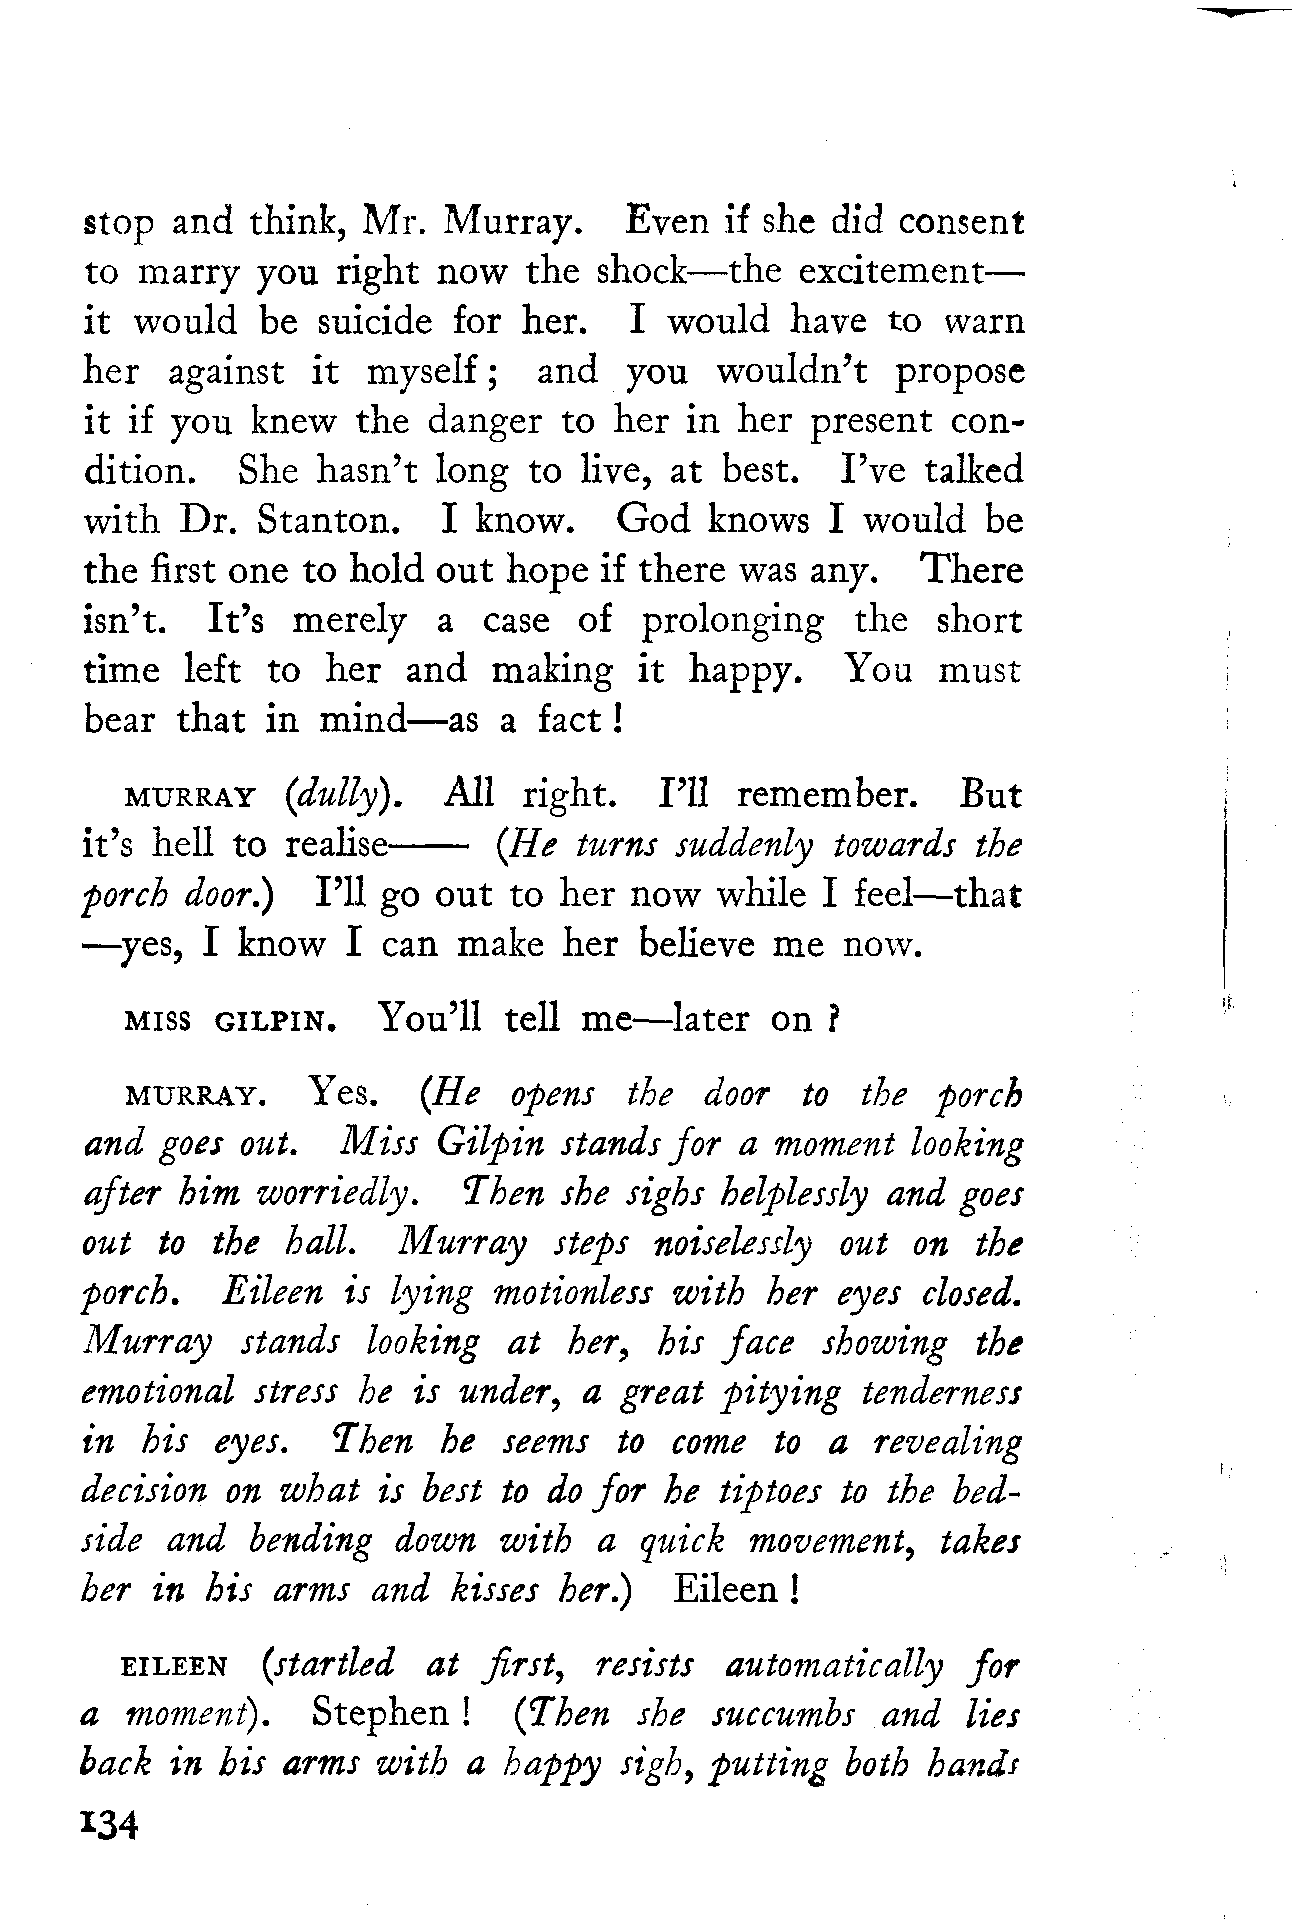 stop and think, Mr. Murray. Even if she did consent
to marry you right now the shock—the excitement—
it would be suicide for her. I would have to warn
her against it myself ; and you wouldn't propose
it if you knew the danger to her in her present con-
dition. She hasn't long to live, at best. I've talked
with Dr. Stanton. I know. God knows I would be
the first one to hold out hope if there was any. There
isn't. It's merely a case of prolonging the short
time left to her and making it happy. You must
bear that in mind—as a fact !
MURRAY (dully). All right. I'll remember. But
it's hell to realise—— (He turns suddenly towards the
porch door.) I'll go out to her now while I feel—that
—yes, I know I can make her believe me now.
MISS GILPIN. You'll tell me—later on ?
MURRAY. Yes. (He opens the door to the porch
and goes out. Miss Gilpin stands for a moment looking
after him worriedly. Then she sighs helplessly and goes
out to the hall. Murray steps noiselessly out on the
porch. Eileen is lying motionless with her eyes closed.
Murray stands looking at her, his face showing the
emotional stress he is under, a great pitying tenderness
in his eyes. Then he seems to come to a revealing
decision on what is best to do for he tiptoes to the bed-
side and bending down with a quick movement, takes
her in his arms and kisses her.) Eileen !
EILEEN (startled at first, resists automatically for
a moment). Stephen ! (Then she succumbs and lies
back in his arms with a happy sigh, putting both hands
134